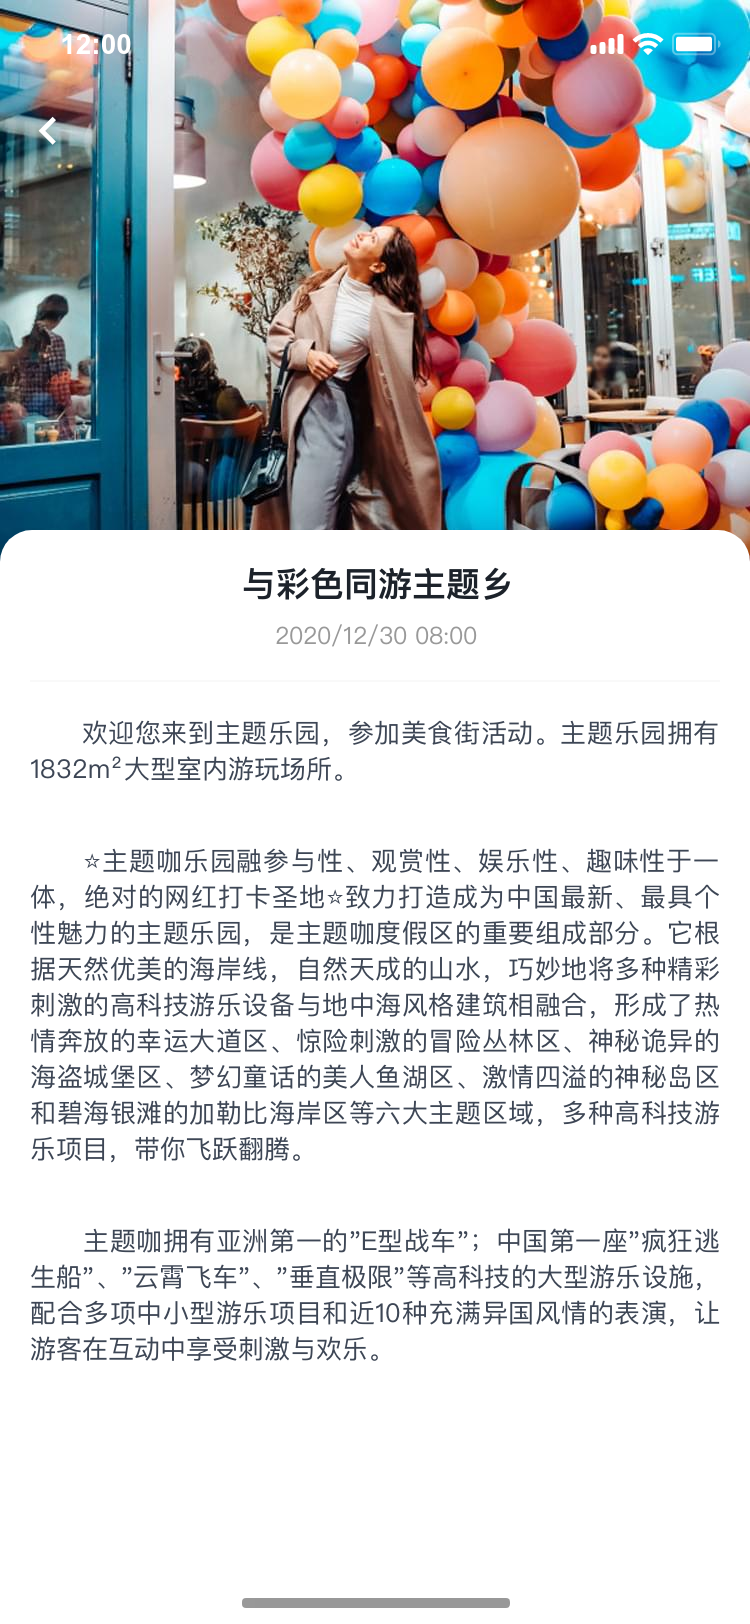 12:00
与彩色同游主题乡
2020/12/30 08:00
欢迎您来到主题乐园，参加美食街活动。主题乐园拥有
1832m²大型室内游玩场所。
☆主题咖乐园融参与性、观赏性、娱乐性、趣味性于一
体，绝对的网红打卡圣地☆致力打造成为中国最新、最具个
性魅力的主题乐园，是主题咖度假区的重要组成部分。它根
据天然优美的海岸线，自然天成的山水，巧妙地将多种精彩
刺激的高科技游乐设备与地中海风格建筑相融合，形成了热
情奔放的幸运大道区、惊险刺激的冒险丛林区、神秘诡异的
海盗城堡区、梦幻童话的美人鱼湖区、激情四溢的神秘岛区
和碧海银滩的加勒比海岸区等六大主题区域，多种高科技游
乐项目，带你飞跃翻腾。
主题咖拥有亚洲第一的”E型战车”；中国第一座”疯狂逃
生船”、”云霄飞车”、”垂直极限”等高科技的大型游乐设施，
配合多项中小型游乐项目和近10种充满异国风情的表演，让
游客在互动中享受刺激与欢乐。